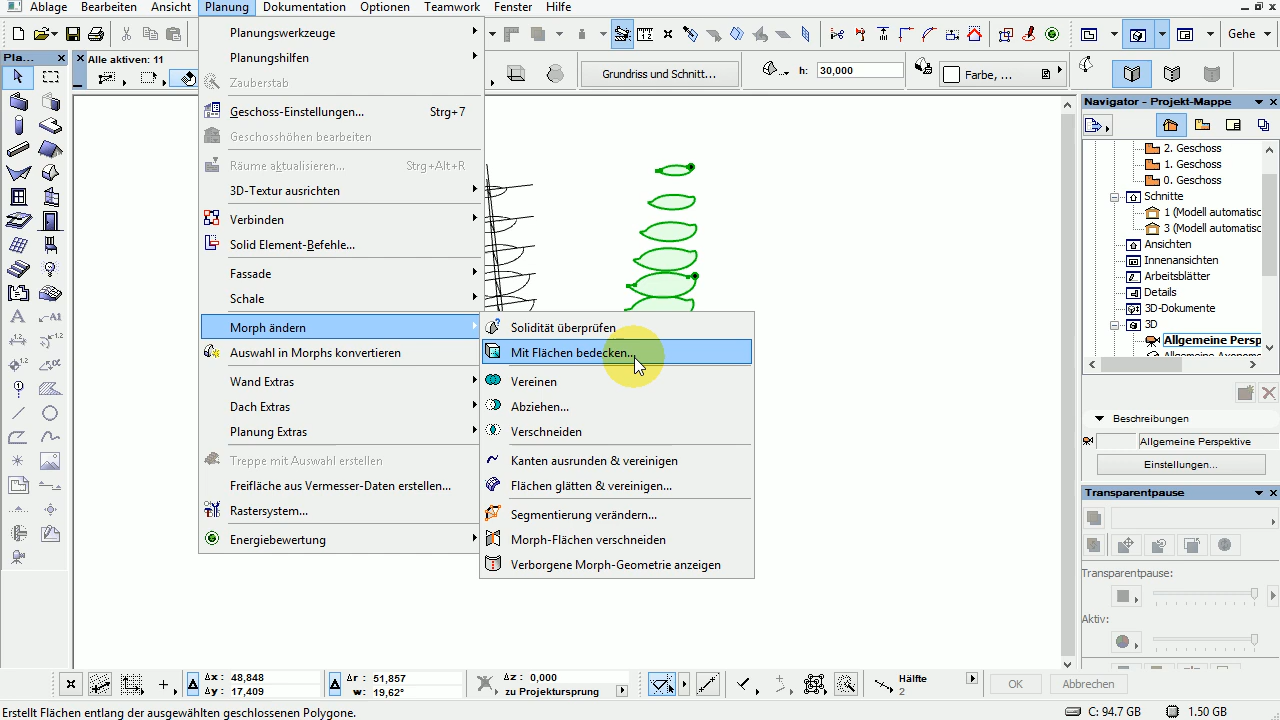 Ablage Bearbeiten Ansicht Planung Dokumentation Optionen Teamwork Fenster Hilfe
Gehe
Pla...
Alle aktiven: 11
Grundriss und Schnitt...
h: 30,000
Farbe, ...
Planungswerkzeuge
Planungshilfen
Zauberstab
Geschoss-Einstellungen... Strg+7
Geschosshöhen bearbeiten
Räume aktualisieren... Strg+Alt+R
3D-Textur ausrichten
Verbinden
Solid Element-Befehle...
Fassade
Schale
Morph ändern
Auswahl in Morphs konvertieren
Wand Extras
Dach Extras
Planung Extras
Treppe mit Auswahl erstellen
Freifläche aus Vermesser-Daten erstellen...
Rastersystem...
Energiebewertung
Solidität überprüfen
Mit Flächen bedecken...
Vereinen
Abziehen...
Verschneiden
Kanten ausrunden & vereinigen
Flächen glätten & vereinigen...
Segmentierung verändern...
Morph-Flächen verschneiden
Verborgene Morph-Geometrie anzeigen
Navigator - Projekt-Mappe
2. Geschoss
1. Geschoss
0. Geschoss
Schnitte
1 (Modell automatisc
3 (Modell automatisc
Ansichten
Innenansichten
Arbeitsblätter
Details
3D-Dokumente
3D
Allgemeine Persp
Beschreibungen
Allgemeine Perspektive
Einstellungen...
Transparentpause
Transparentpause:
Aktiv:
Δx: 48,848
Δy: 17,409
Δr: 51,857
w: 19,62°
Δz: 0,000
zu Projektursprung
Hälfte
2
OK
Abbrechen
Erstellt Flächen entlang der ausgewählten geschlossenen Polygone.
C: 94.7 GB
1.50 GB